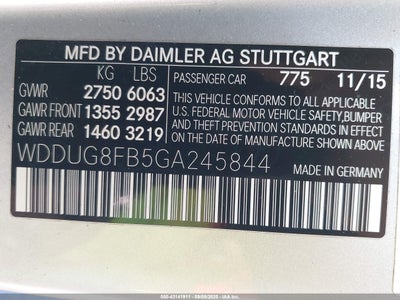 MFD BY DAIMLER AG STUTTGART
KG LBS PASSENGER CAR 775 11/15
GVWR 2750 6063
GAWR FRONT 1355 2987
GAWR REAR 1460 3219
THIS VEHICLE CONFORMS TO ALL APPLICABLE
U.S. FEDERAL MOTOR VEHICLE SAFETY, BUMPER
AND THEFT PREVENTION STANDARDS IN EFFECT
ON THE DATE OF MANUFACTURE SHOWN ABOVE.
WDDUG8FB5GA245844
MADE IN GERMANY